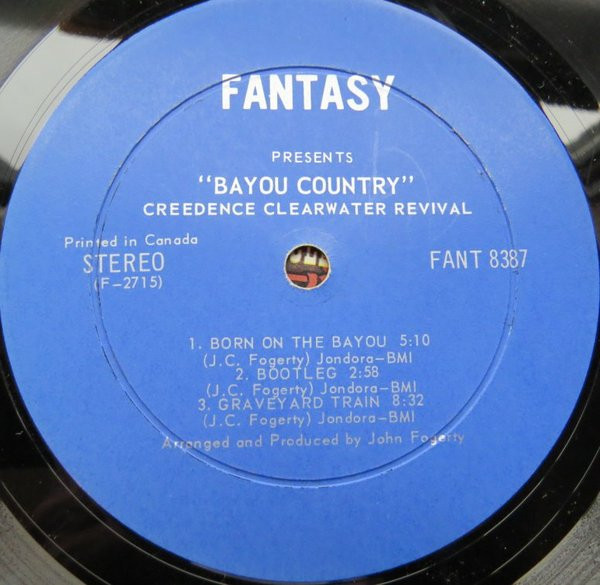 FANTASY
PRESENTS
"BAYOU COUNTRY"
CREEDENCE CLEARWATER REVIVAL
Printed in Canada
STEREO
(F-2715)
FANT 8387
1. BORN ON THE BAYOU 5:10
(J.C. Fogerty) Jondora-BMI
2. BOOTLEG 2:58
(J.C. Fogerty) Jondora-BMI
3. GRAVEYARD TRAIN 8:32
(J.C. Fogerty) Jondora-BMI
Arranged and Produced by John Fogerty